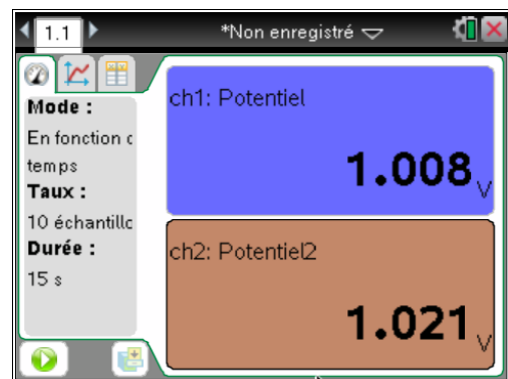 1.1
*Non enregistré
Mode :
En fonction d
temps
Taux :
10 échantillo
Durée :
15 s
ch1: Potentiel
1.008 V
ch2: Potentiel2
1.021 V